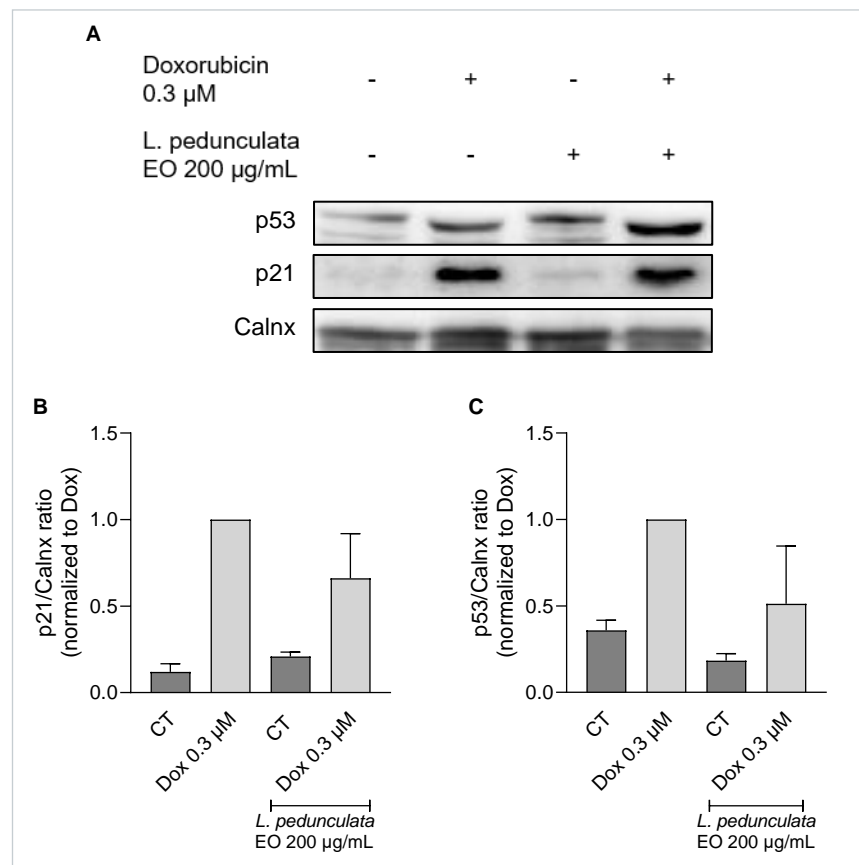 A
Doxorubicin
0.3 µM
- + - +
L. pedunculata
EO 200 µg/mL
- - + +
p53
p21
Calnx
B
p21/Calnx ratio
(normalized to Dox)
1.5
1.0
0.5
0.0
CT
Dox 0.3 µM
CT
Dox 0.3 µM
L. pedunculata
EO 200 µg/mL
C
p53/Calnx ratio
(normalized to Dox)
1.5
1.0
0.5
0.0
CT
Dox 0.3 µM
CT
Dox 0.3 µM
L. pedunculata
EO 200 µg/mL